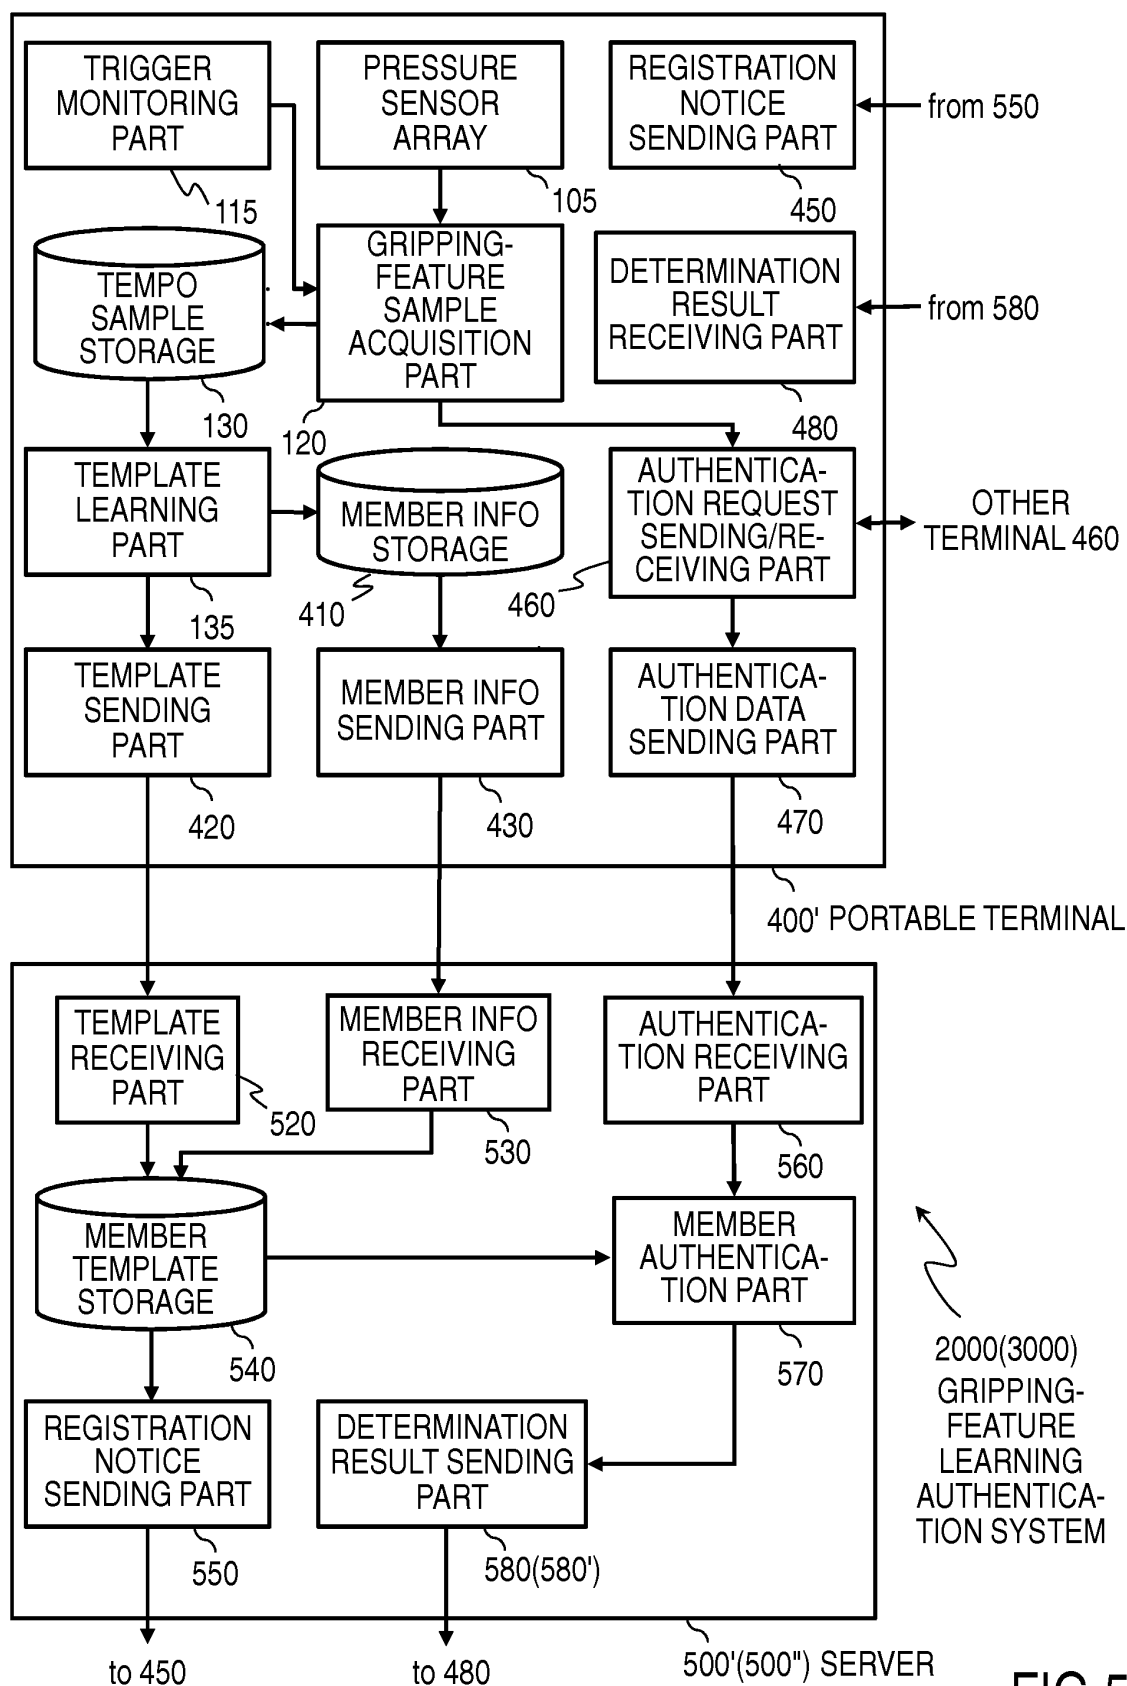 TRIGGER
MONITORING
PART
115
PRESSURE
SENSOR
ARRAY
105
REGISTRATION
NOTICE
SENDING PART
450
from 550
TEMPO
SAMPLE
STORAGE
130
GRIPPING-
FEATURE
SAMPLE
ACQUISITION
PART
120
DETERMINATION
RESULT
RECEIVING PART
480
from 580
TEMPLATE
LEARNING
PART
135
MEMBER INFO
STORAGE
410
AUTHENTICA-
TION REQUEST
SENDING/RE-
CEIVING PART
460
OTHER
TERMINAL 460
TEMPLATE
SENDING
PART
420
MEMBER INFO
SENDING PART
430
AUTHENTICA-
TION DATA
SENDING PART
470
400' PORTABLE TERMINAL
TEMPLATE
RECEIVING
PART
520
MEMBER INFO
RECEIVING
PART
530
AUTHENTICA-
TION RECEIVING
PART
560
MEMBER
TEMPLATE
STORAGE
540
MEMBER
AUTHENTICA-
TION PART
570
2000(3000)
GRIPPING-
FEATURE
LEARNING
AUTHENTICA-
TION SYSTEM
REGISTRATION
NOTICE
SENDING PART
550
DETERMINATION
RESULT SENDING
PART
580(580')
to 450
to 480
500'(500") SERVER